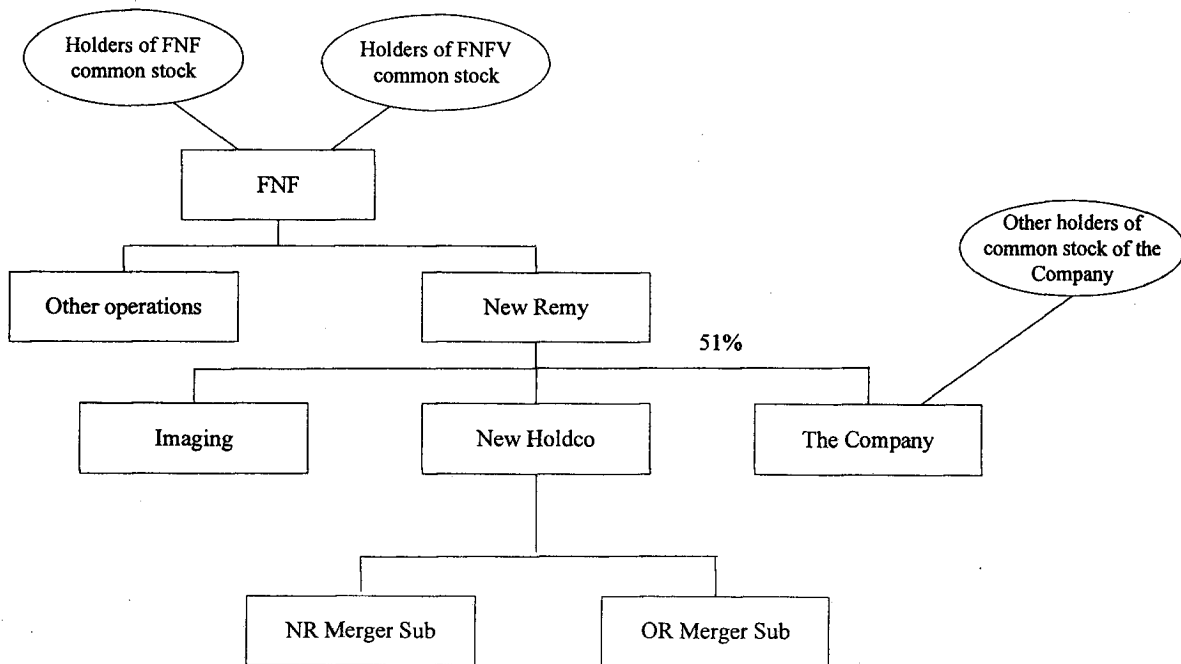 Holders of FNF
common stock
Holders of FNFV
common stock
FNF
Other holders of
common stock of the
Company
Other operations
New Remy
51%
Imaging
New Holdco
The Company
NR Merger Sub
OR Merger Sub